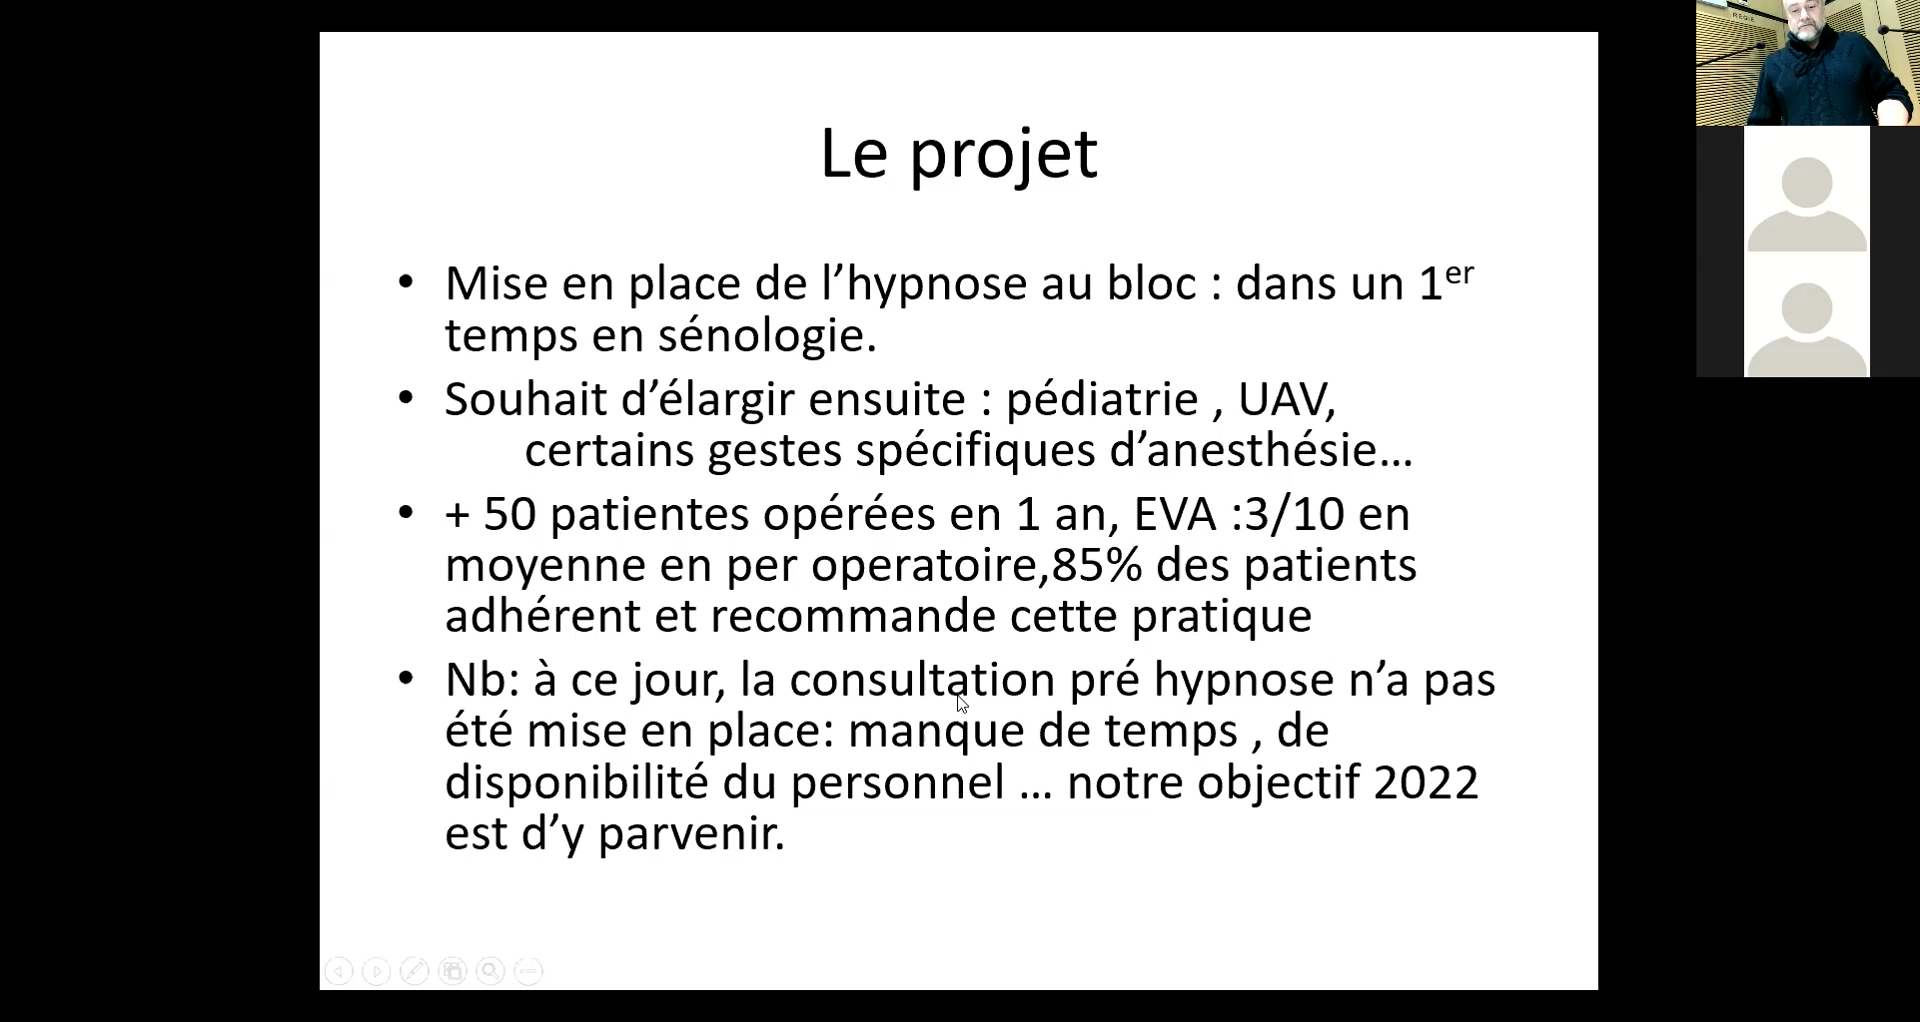 REGIE
Le projet
• Mise en place de l’hypnose au bloc : dans un 1er
temps en sénologie.
• Souhait d’élargir ensuite : pédiatrie , UAV,
certains gestes spécifiques d’anesthésie...
• + 50 patientes opérées en 1 an, EVA :3/10 en
moyenne en per operatoire,85% des patients
adhérent et recommande cette pratique
• Nb: à ce jour, la consultation pré hypnose n’a pas
été mise en place: manque de temps , de
disponibilité du personnel ... notre objectif 2022
est d’y parvenir.